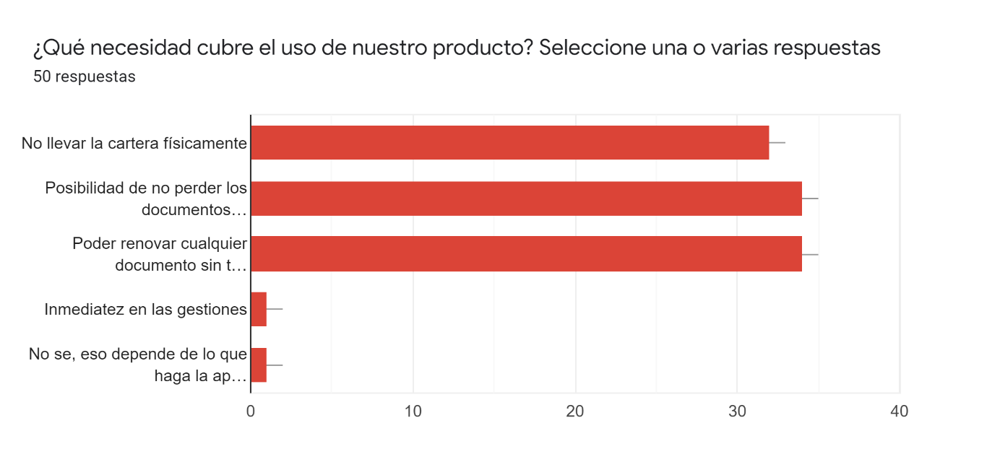 ¿Qué necesidad cubre el uso de nuestro producto? Seleccione una o varias respuestas
50 respuestas
No llevar la cartera físicamente
Posibilidad de no perder los
documentos…
Poder renovar cualquier
documento sin t…
Inmediatez en las gestiones
No se, eso depende de lo que
haga la ap…
0 10 20 30 40